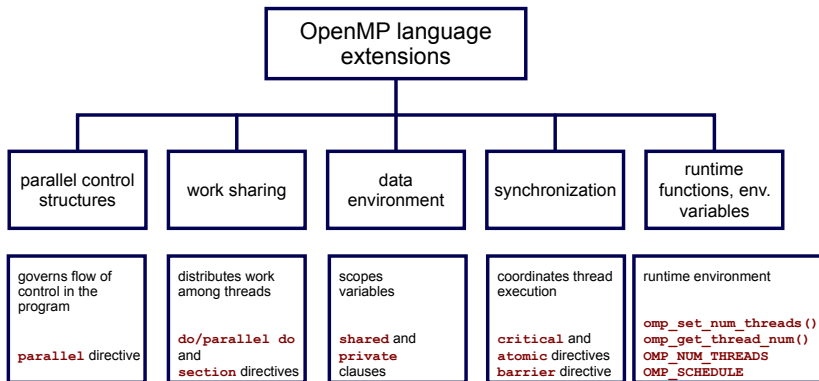 OpenMP language
extensions
parallel control
structures
work sharing
data
environment
synchronization
runtime
functions, env.
variables
governs flow of
control in the
program
parallel directive
distributes work
among threads
do/parallel do
and
section directives
scopes
variables
shared and
private
clauses
coordinates thread
execution
critical and
atomic directives
barrier directive
runtime environment
omp_set_num_threads()
omp_get_thread_num()
OMP_NUM_THREADS
OMP_SCHEDULE